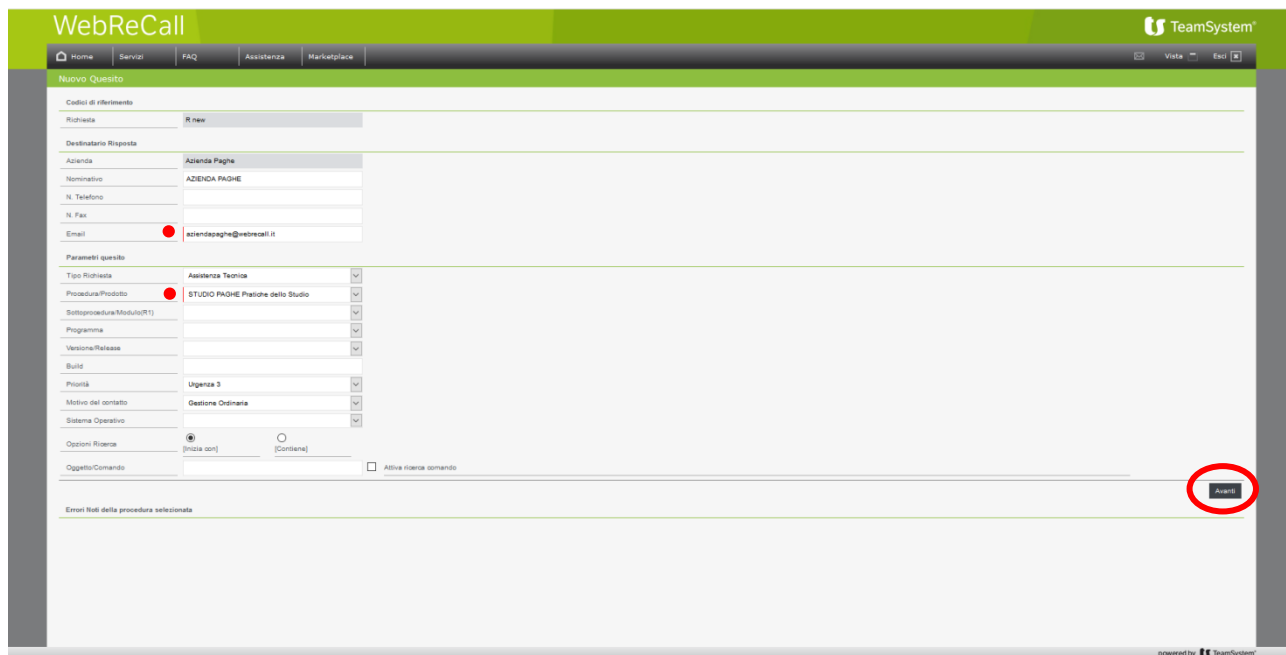 WebReCall
TeamSystem®
Home Servizi FAQ Assistenza Marketplace Vista Esci
Nuovo Quesito
Codici di riferimento
Richiesta R new
Destinatario Risposta
Azienda Azienda Paghe
Nominativo AZIENDA PAGHE
N. Telefono
N. Fax
Email aziendapaghe@webrecall.it
Parametri quesito
Tipo Richiesta Assistenza Tecnica
Procedura/Prodotto STUDIO PAGHE Pratiche dello Studio
Sottoprocedura/Modulo(R1)
Programma
Versione/Release
Build
Priorità Urgenza 3
Motivo del contatto Gestione Ordinaria
Sistema Operativo
Opzioni Ricerca [Inizia con] [Contiene]
Oggetto/Comando Attiva ricerca comando
Avanti
Errori Noti della procedura selezionata
powered by TeamSystem®